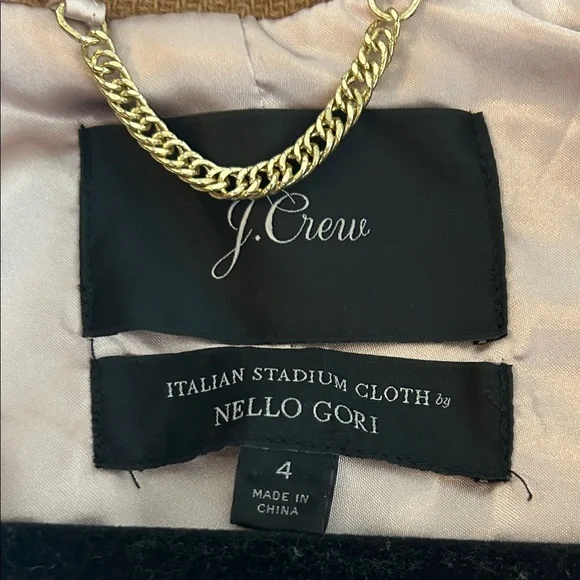 J.Crew
ITALIAN STADIUM CLOTH by
NELLO GORI
4
MADE IN
CHINA